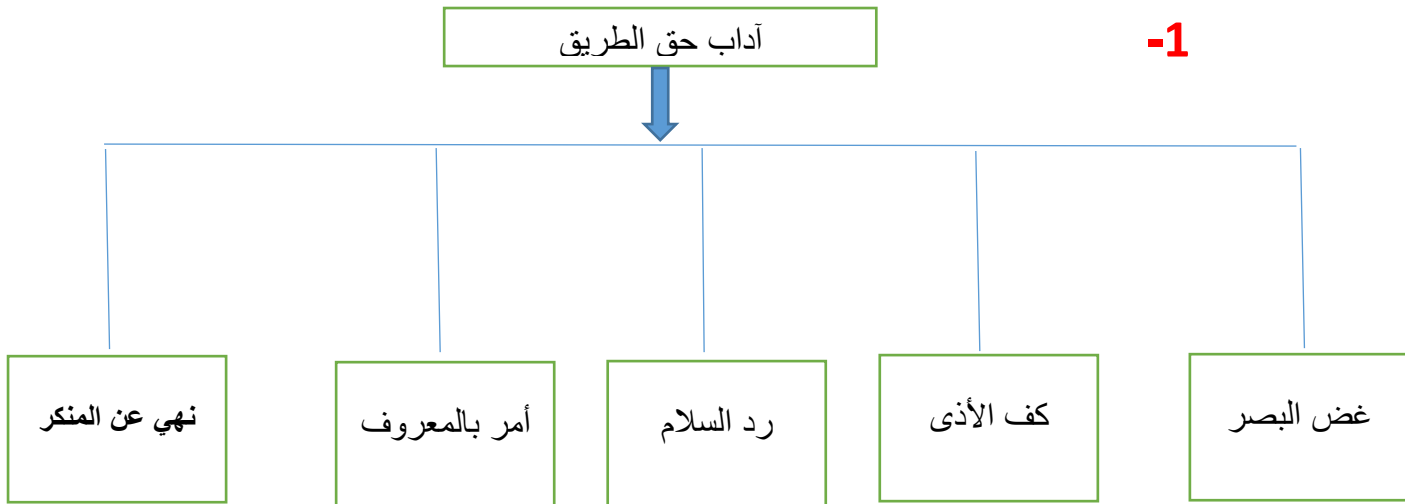 -1
آداب حق الطريق
غض البصر
كف الأذى
رد السلام
أمر بالمعروف
نهي عن المنكر